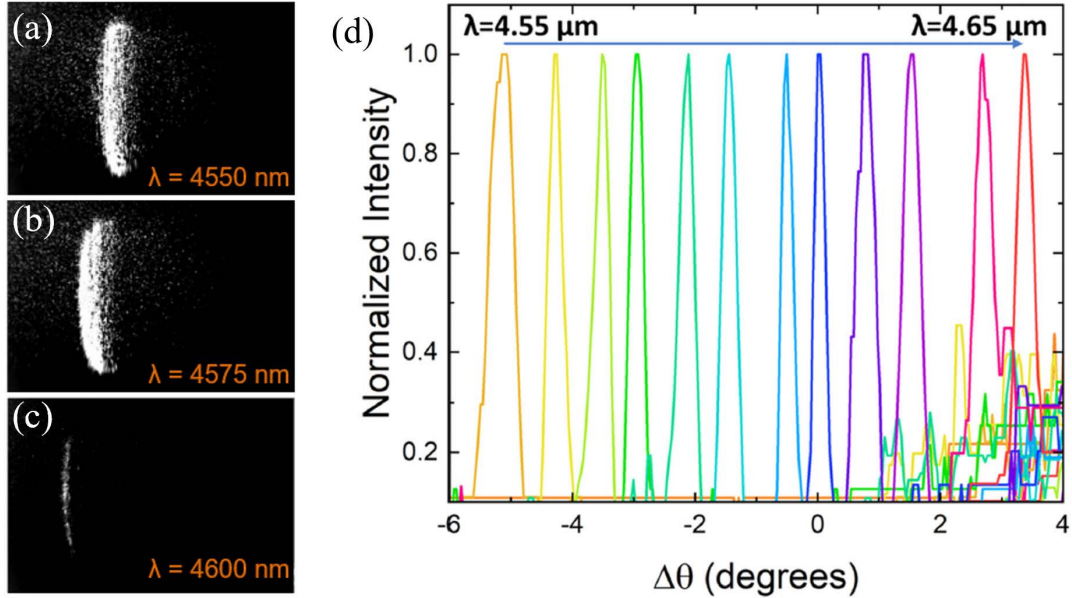 (a)
λ = 4550 nm
(b)
λ = 4575 nm
(c)
λ = 4600 nm
(d)
λ=4.55 μm λ=4.65 μm
1.0
0.8
0.6
0.4
0.2
Normalized Intensity
-6 -4 -2 0 2 4
Δθ (degrees)